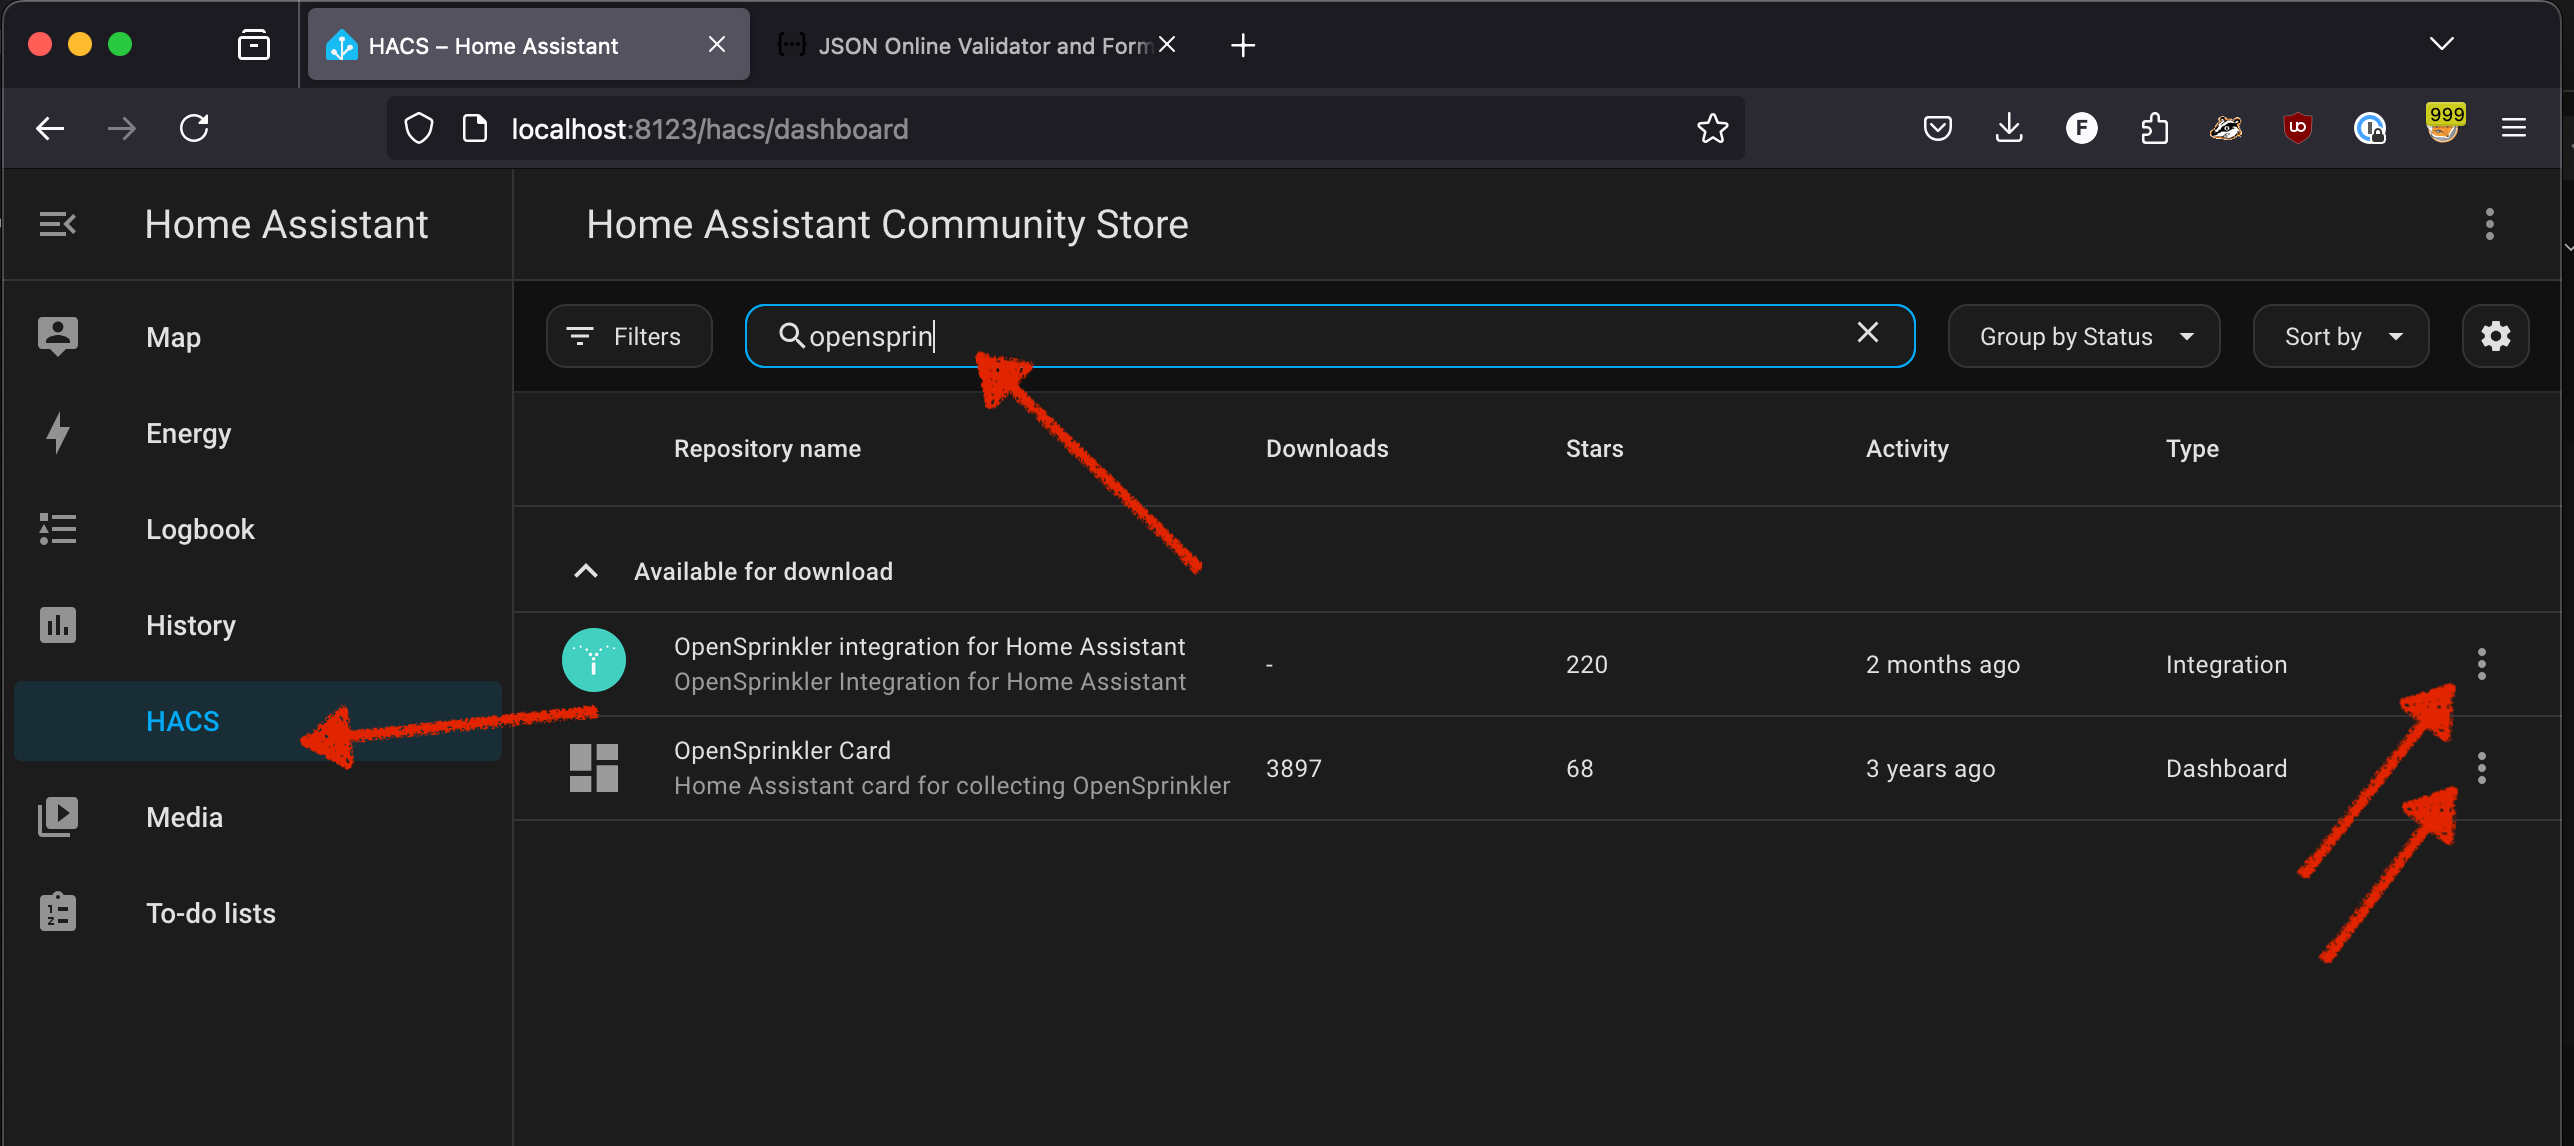 HACS – Home Assistant
JSON Online Validator and Form
localhost:8123/hacs/dashboard
999
Home Assistant
Home Assistant Community Store
Map
Energy
Logbook
History
HACS
Media
To-do lists
Filters
opensprin
Group by Status
Sort by
Repository name Downloads Stars Activity Type
Available for download
OpenSprinkler integration for Home Assistant
OpenSprinkler Integration for Home Assistant
- 220 2 months ago Integration
OpenSprinkler Card
Home Assistant card for collecting OpenSprinkler
3897 68 3 years ago Dashboard